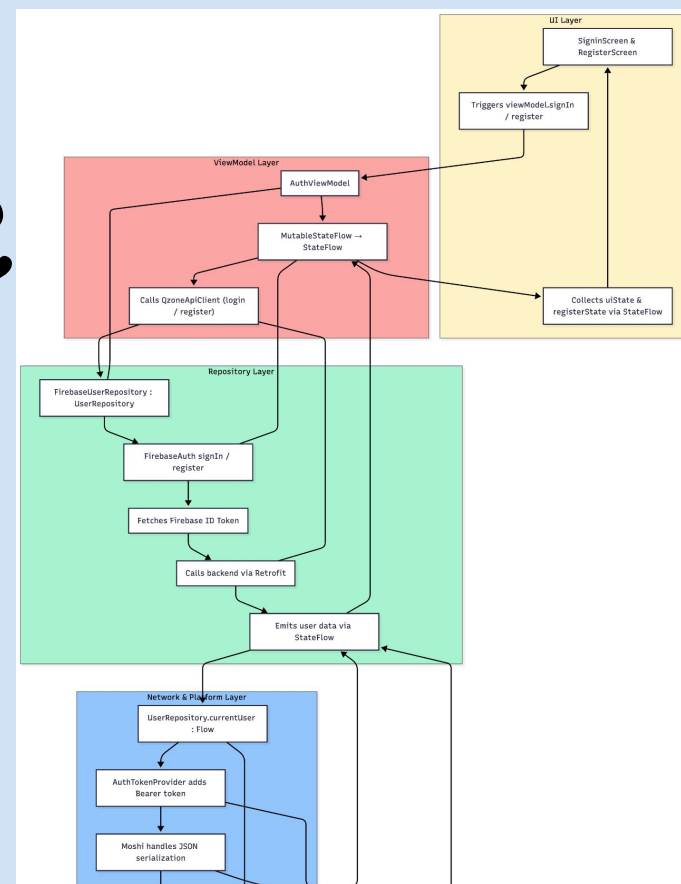 UI Layer
SigninScreen &
RegisterScreen
Triggers viewModel.signIn
/ register
ViewModel Layer
AuthViewModel
MutableStateFlow →
StateFlow
Calls QzoneApiClient (login
/ register)
Collects uiState &
registerState via StateFlow
Repository Layer
FirebaseUserRepository :
UserRepository
FirebaseAuth signIn /
register
Fetches Firebase ID Token
Calls backend via Retrofit
Emits user data via
StateFlow
Network & Platform Layer
UserRepository.currentUser
: Flow
AuthTokenProvider adds
Bearer token
Moshi handles JSON
serialization